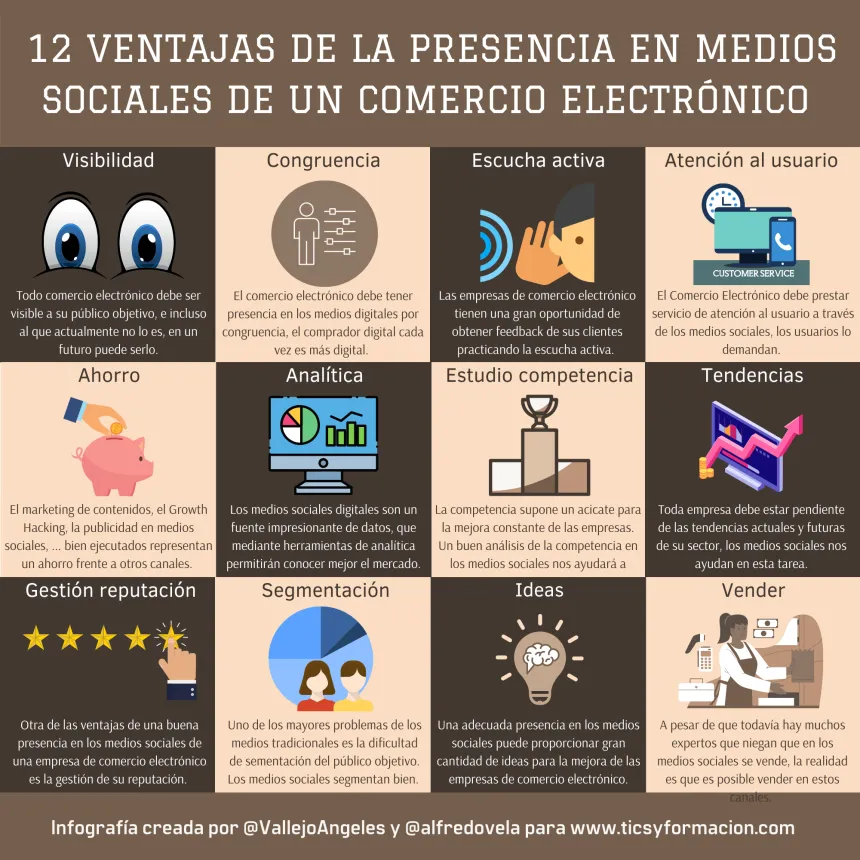 12 VENTAJAS DE LA PRESENCIA EN MEDIOS
SOCIALES DE UN COMERCIO ELECTRÓNICO
Visibilidad
Todo comercio electrónico debe ser
visible a su público objetivo, e incluso
al que actualmente no lo es, en un
futuro puede serlo.
Congruencia
El comercio electrónico debe tener
presencia en los medios digitales por
congruencia, el comprador digital cada
vez es más digital.
Escucha activa
Las empresas de comercio electrónico
tienen una gran oportunidad de
obtener feedback de sus clientes
practicando la escucha activa.
Atención al usuario
CUSTOMER SERVICE
El Comercio Electrónico debe prestar
servicio de atención al usuario a través
de los medios sociales, los usuarios lo
demandan.
Ahorro
El marketing de contenidos, el Growth
Hacking, la publicidad en medios
sociales, ... bien ejecutados representan
un ahorro frente a otros canales.
Analítica
Los medios sociales digitales son un
fuente impresionante de datos, que
mediante herramientas de analítica
permitirán conocer mejor el mercado.
Estudio competencia
La competencia supone un acicate para
la mejora constante de las empresas.
Un buen análisis de la competencia en
los medios sociales nos ayudará a
Tendencias
Toda empresa debe estar pendiente
de las tendencias actuales y futuras
de su sector, los medios sociales nos
ayudan en esta tarea.
Gestión reputación
Otra de las ventajas de una buena
presencia en los medios sociales de
una empresa de comercio electrónico
es la gestión de su reputación.
Segmentación
Uno de los mayores problemas de los
medios tradicionales es la dificultad
de sementación del público objetivo.
Los medios sociales segmentan bien.
Ideas
Una adecuada presencia en los medios
sociales puede proporcionar gran
cantidad de ideas para la mejora de las
empresas de comercio electrónico.
Vender
A pesar de que todavía hay muchos
expertos que niegan que en los
medios sociales se vende, la realidad
es que es posible vender en estos
canales.
Infografía creada por @VallejoAngeles y @alfredovela para www.ticsyformacion.com